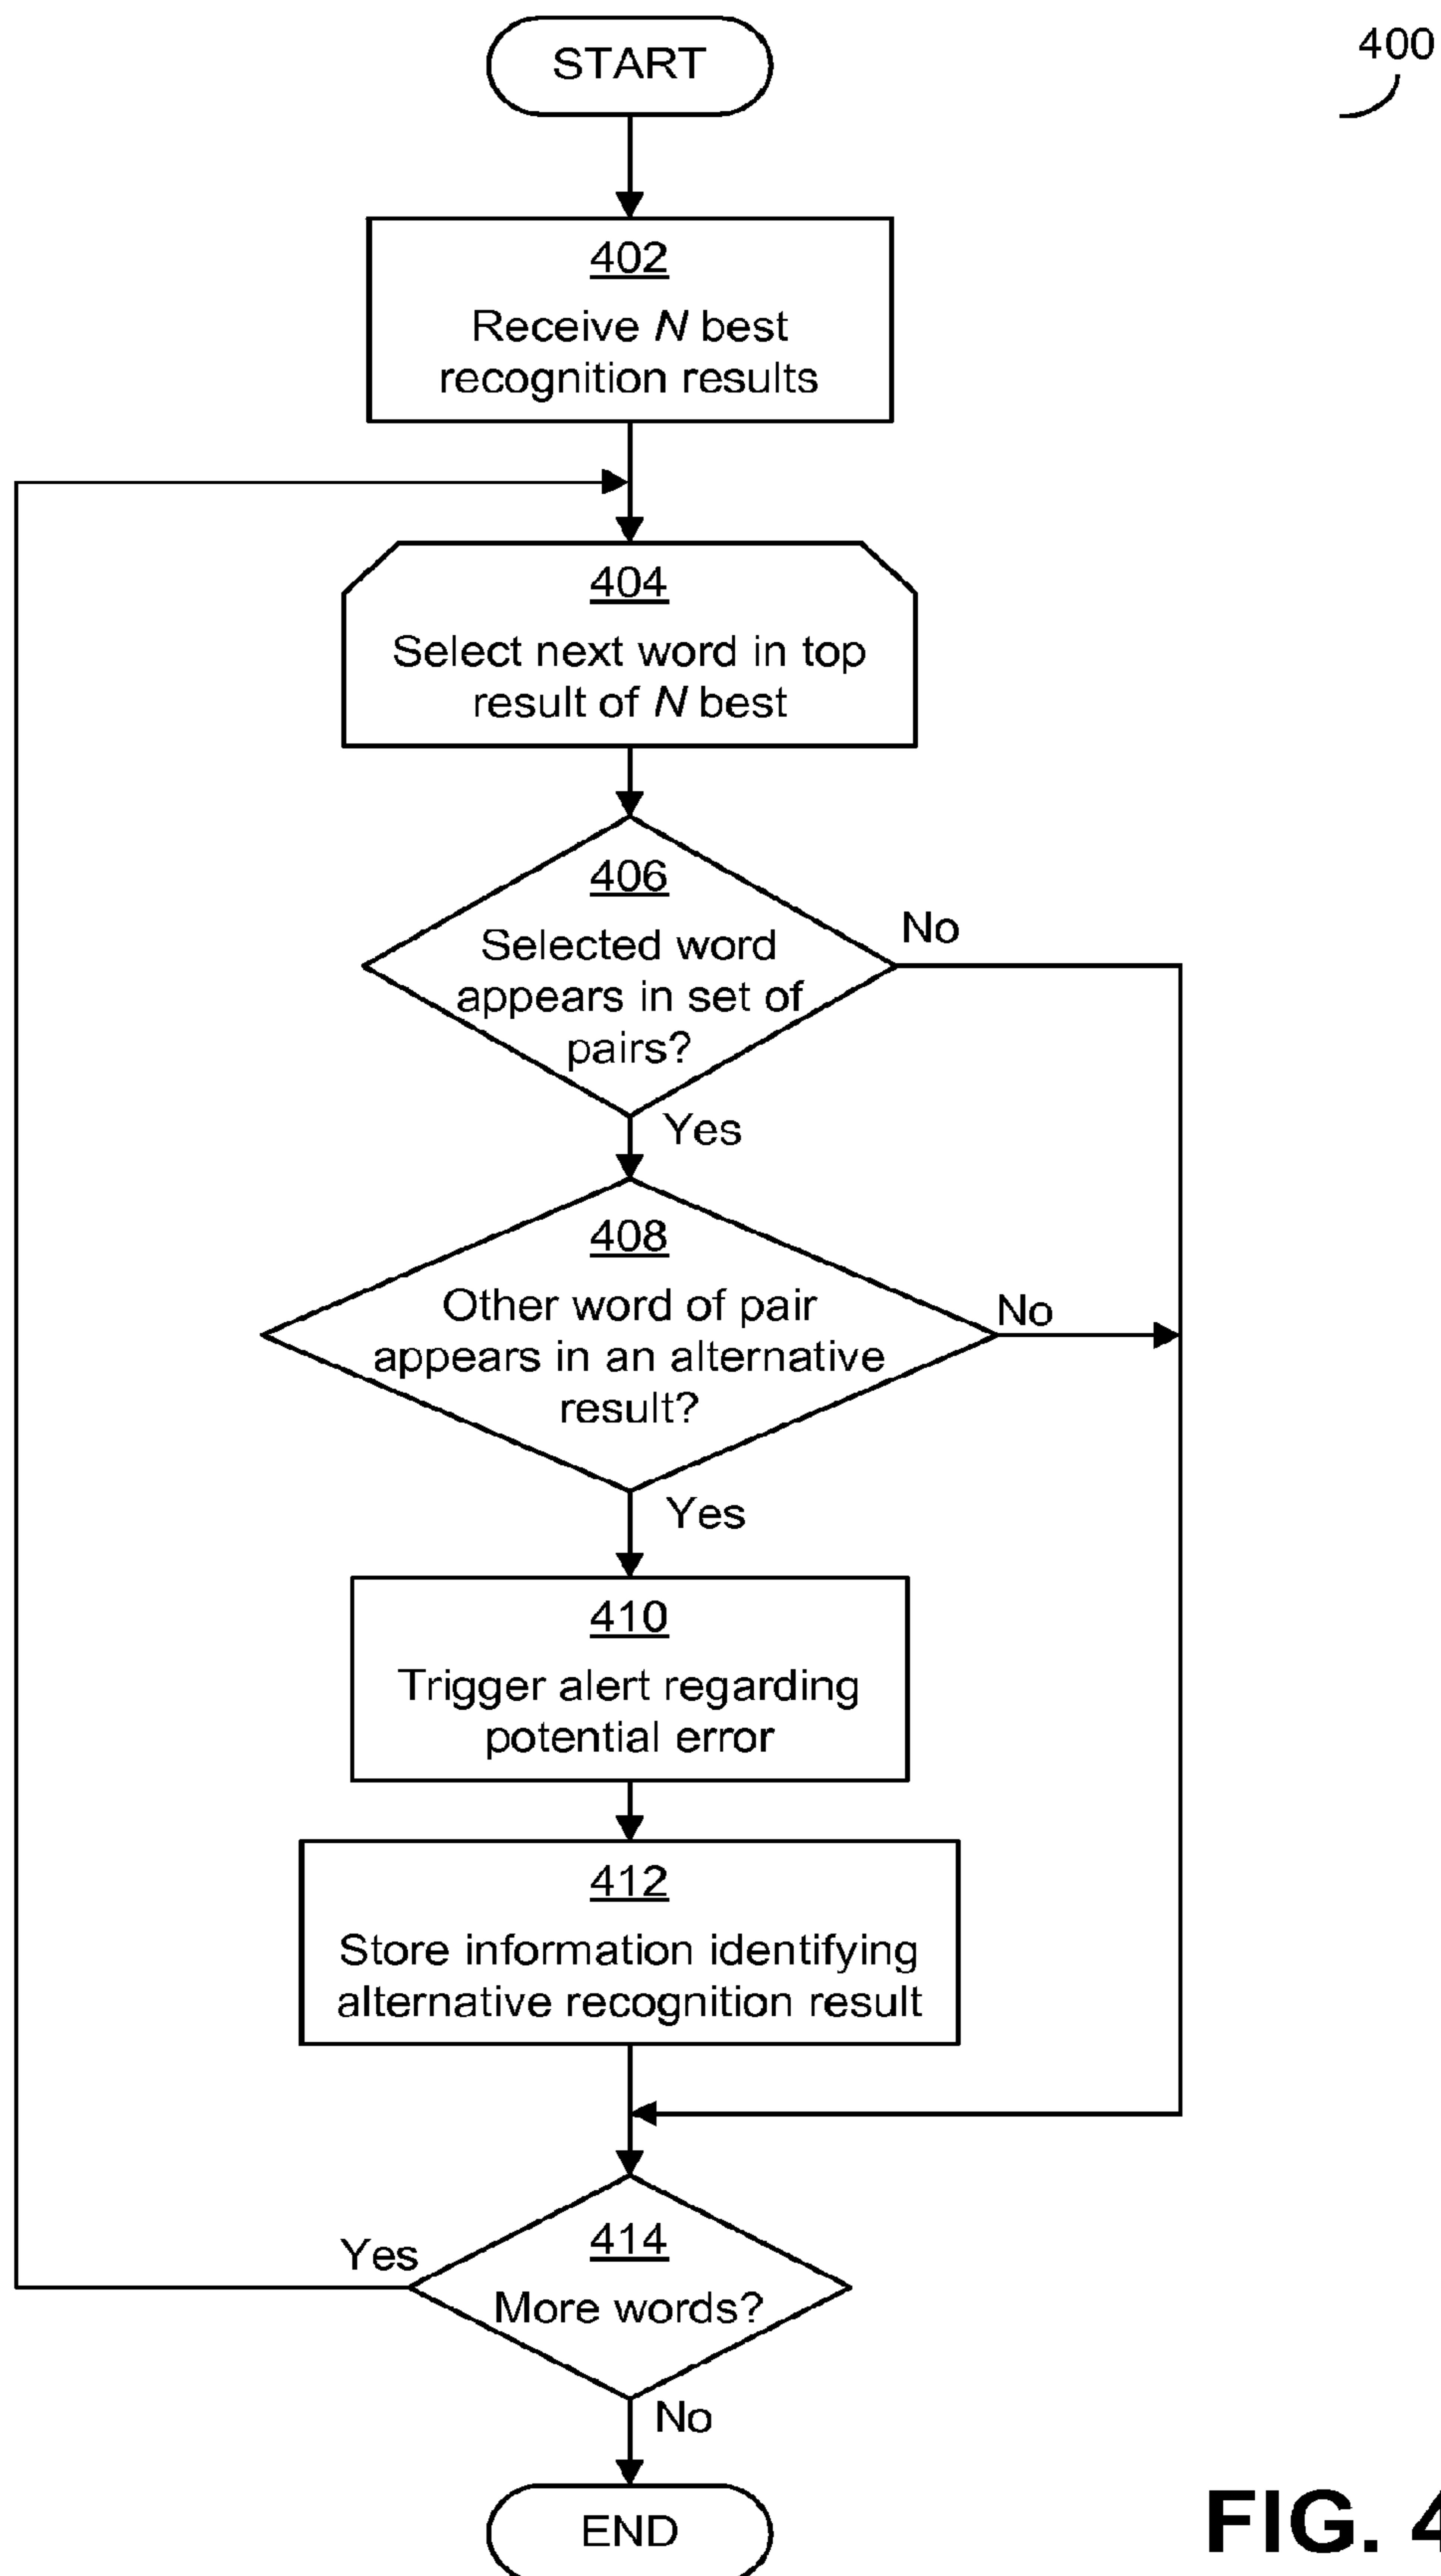 START
400
402
Receive N best
recognition results
404
Select next word in top
result of N best
406
Selected word
appears in set of
pairs?
No
Yes
408
Other word of pair
appears in an alternative
result?
No
Yes
410
Trigger alert regarding
potential error
412
Store information identifying
alternative recognition result
414
More words?
Yes
No
END
FIG. 4